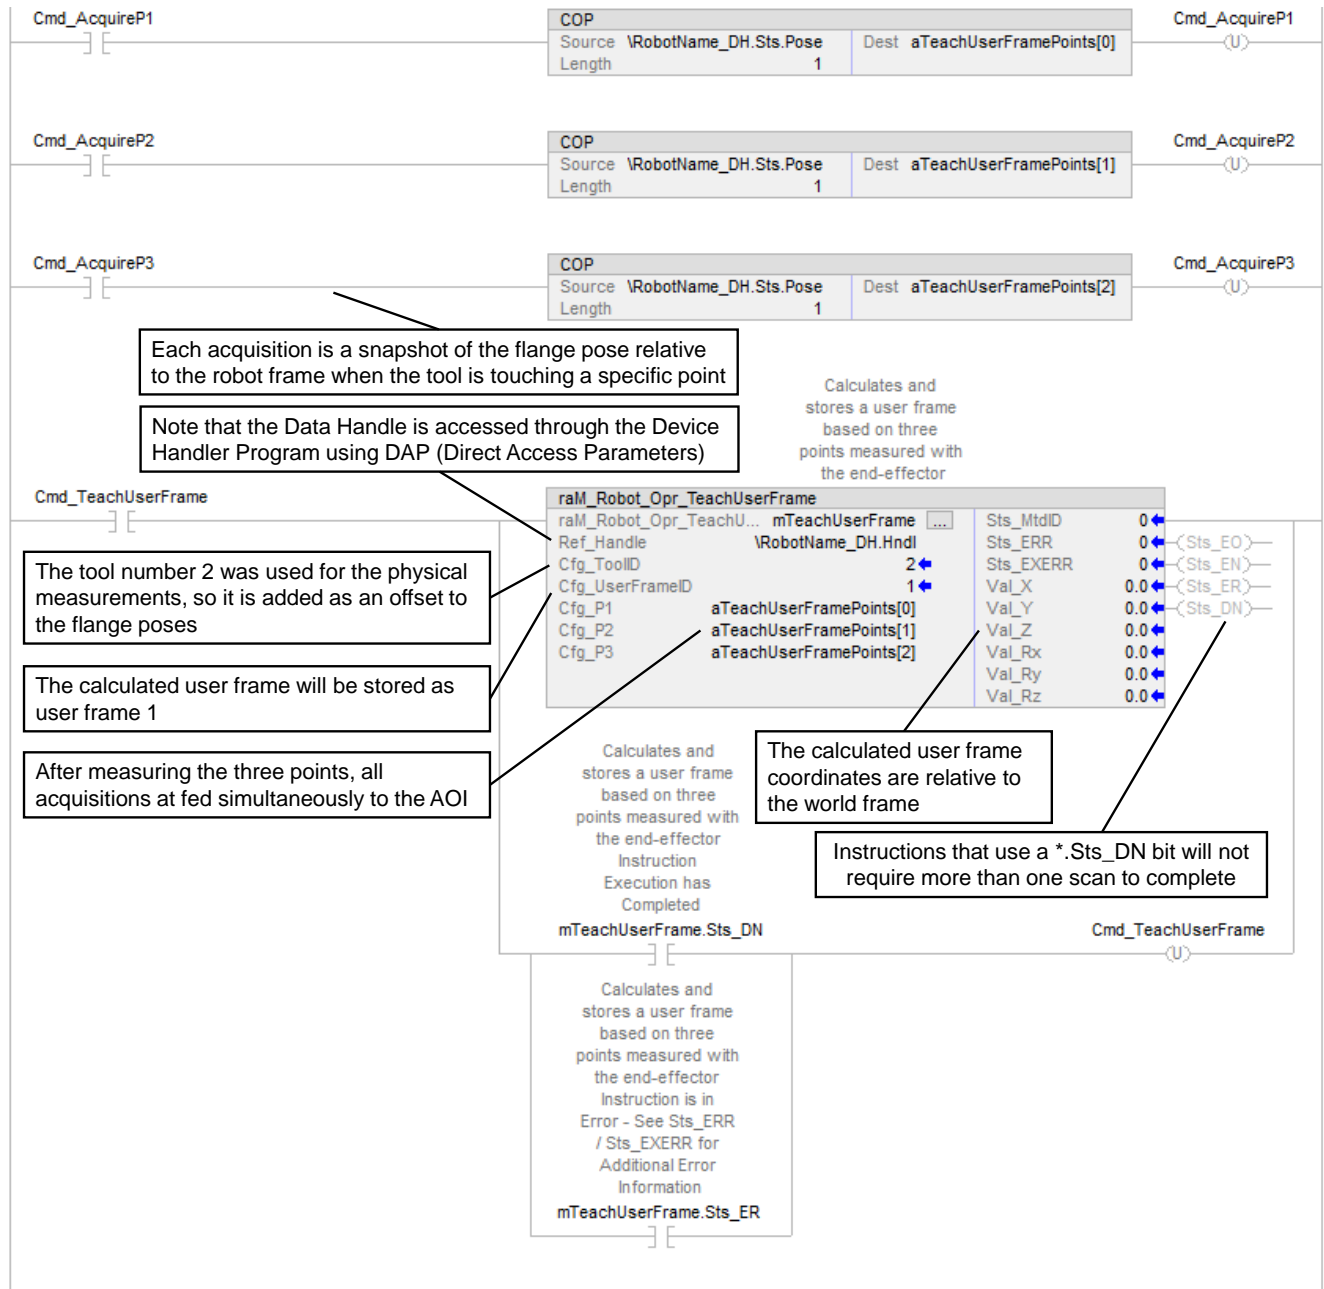 Cmd_AcquireP1
COP
Source \RobotName_DH.Sts.Pose
Length 1
Dest aTeachUserFramePoints[0]
Cmd_AcquireP1
(U)
Cmd_AcquireP2
COP
Source \RobotName_DH.Sts.Pose
Length 1
Dest aTeachUserFramePoints[1]
Cmd_AcquireP2
(U)
Cmd_AcquireP3
COP
Source \RobotName_DH.Sts.Pose
Length 1
Dest aTeachUserFramePoints[2]
Cmd_AcquireP3
(U)
Each acquisition is a snapshot of the flange pose relative
to the robot frame when the tool is touching a specific point
Note that the Data Handle is accessed through the Device
Handler Program using DAP (Direct Access Parameters)
Calculates and
stores a user frame
based on three
points measured with
the end-effector
Cmd_TeachUserFrame
raM_Robot_Opr_TeachUserFrame
raM_Robot_Opr_TeachU... mTeachUserFrame ...
Ref_Handle \RobotName_DH.Hndl
Cfg_ToolID 2
Cfg_UserFrameID 1
Cfg_P1 aTeachUserFramePoints[0]
Cfg_P2 aTeachUserFramePoints[1]
Cfg_P3 aTeachUserFramePoints[2]
Sts_MtdID 0
Sts_ERR 0
Sts_EXERR 0
Val_X 0.0
Val_Y 0.0
Val_Z 0.0
Val_Rx 0.0
Val_Ry 0.0
Val_Rz 0.0
(Sts_EO)
(Sts_EN)
(Sts_ER)
(Sts_DN)
The tool number 2 was used for the physical
measurements, so it is added as an offset to
the flange poses
The calculated user frame will be stored as
user frame 1
After measuring the three points, all
acquisitions at fed simultaneously to the AOI
The calculated user frame
coordinates are relative to
the world frame
Instructions that use a *.Sts_DN bit will not
require more than one scan to complete
Calculates and
stores a user frame
based on three
points measured with
the end-effector
Instruction
Execution has
Completed
mTeachUserFrame.Sts_DN
Cmd_TeachUserFrame
(U)
Calculates and
stores a user frame
based on three
points measured with
the end-effector
Instruction is in
Error - See Sts_ERR
/ Sts_EXERR for
Additional Error
Information
mTeachUserFrame.Sts_ER